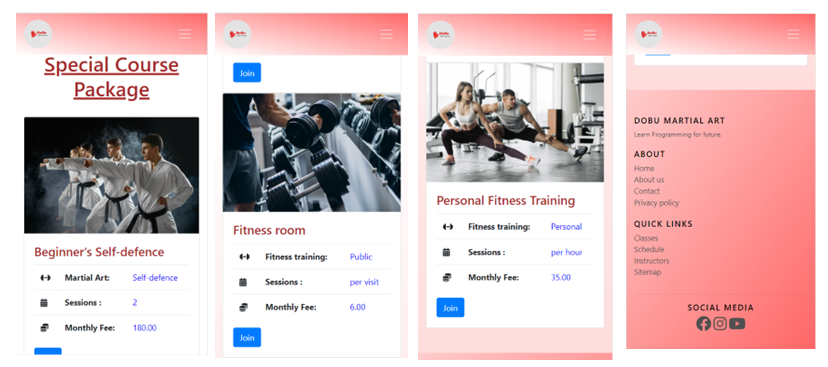 Special Course
Package
Beginner's Self-defence
Martial Art: Self-defence
Sessions : 2
Monthly Fee: 180.00
Join
Fitness room
Fitness training: Public
Sessions : per visit
Monthly Fee: 6.00
Join
Personal Fitness Training
Fitness training: Personal
Sessions : per hour
Monthly Fee: 35.00
Join
DOBU MARTIAL ART
Learn Programming for future.
ABOUT
Home
About us
Contact
Privacy policy
QUICK LINKS
Classes
Schedule
Instructors
Sitemap
SOCIAL MEDIA